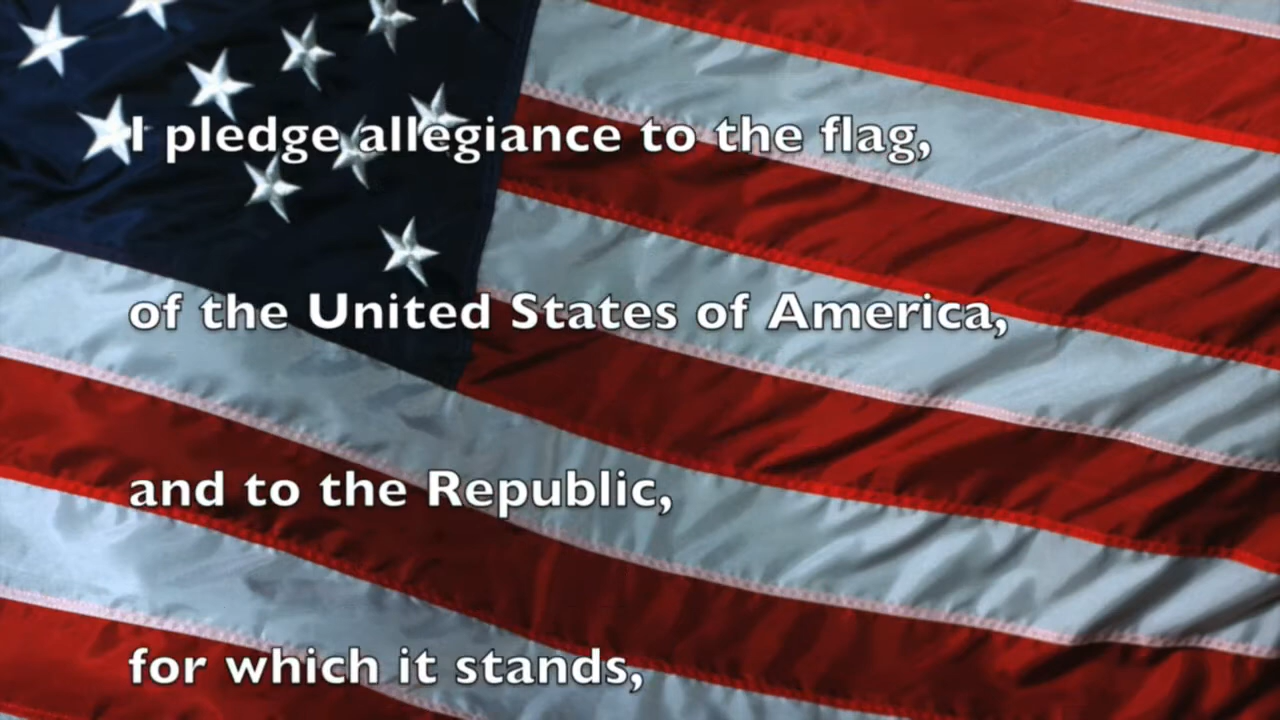 I pledge allegiance to the flag,
of the United States of America,
and to the Republic,
for which it stands,